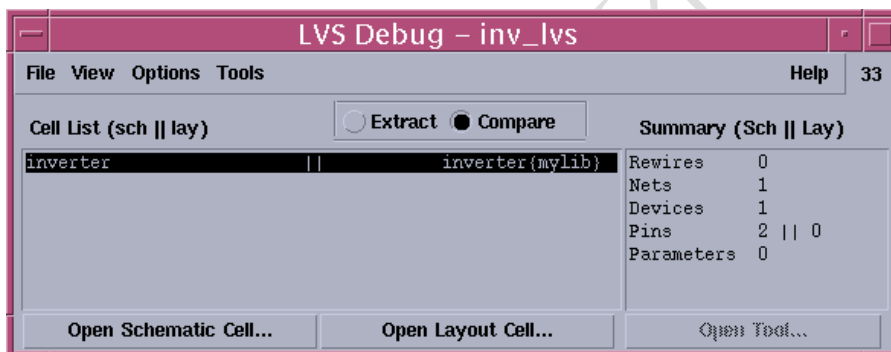 LVS Debug – inv_lvs
File View Options Tools Help 33
Cell List (sch || lay) Extract Compare Summary (Sch || Lay)
inverter || inverter{mylib}
Rewires 0
Nets 1
Devices 1
Pins 2 || 0
Parameters 0
Open Schematic Cell... Open Layout Cell... Open Tool...